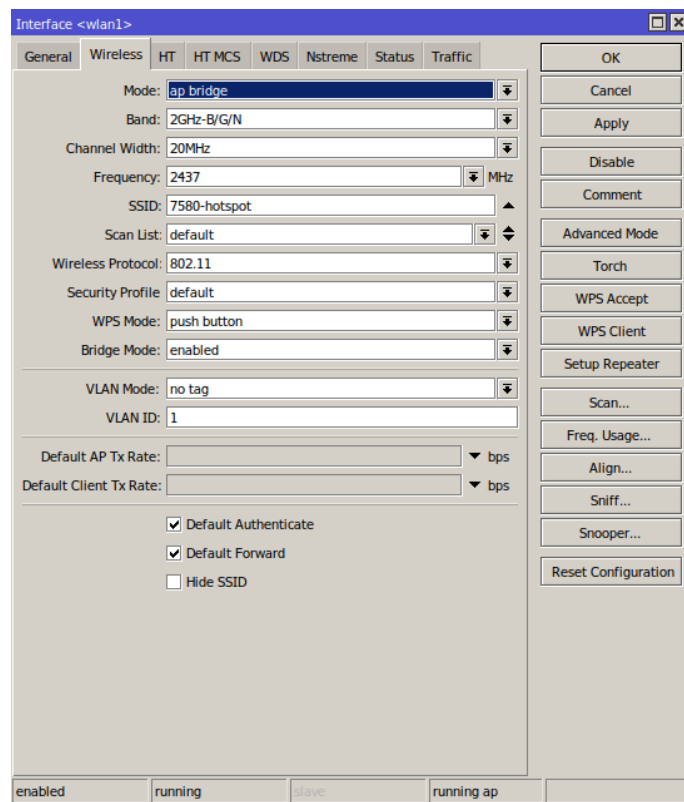 Interface <wlan1>
General Wireless HT HT MCS WDS Nstreme Status Traffic
Mode: ap bridge
Band: 2GHz-B/G/N
Channel Width: 20MHz
Frequency: 2437 MHz
SSID: 7580-hotspot
Scan List: default
Wireless Protocol: 802.11
Security Profile default
WPS Mode: push button
Bridge Mode: enabled
VLAN Mode: no tag
VLAN ID: 1
Default AP Tx Rate: bps
Default Client Tx Rate: bps
Default Authenticate
Default Forward
Hide SSID
OK
Cancel
Apply
Disable
Comment
Advanced Mode
Torch
WPS Accept
WPS Client
Setup Repeater
Scan...
Freq. Usage...
Align...
Sniff...
Snooper...
Reset Configuration
enabled running slave running ap